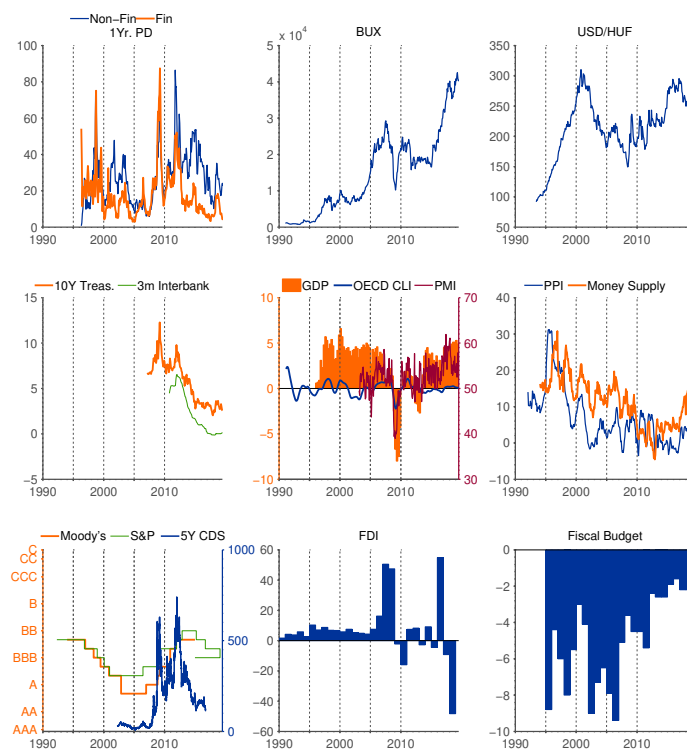 Non-Fin Fin
1Yr. PD
100
80
60
40
20
0
1990 2000 2010
BUX
5 x 10^4
4
3
2
1
0
1990 2000 2010
USD/HUF
350
300
250
200
150
100
50
1990 2000 2010
10Y Treas. 3m Interbank
15
10
5
0
−5
1990 2000 2010
GDP OECD CLI PMI
10 70
5 60
0 50
−5 40
−10 30
1990 2000 2010
PPI Money Supply
40
30
20
10
0
−10
1990 2000 2010
Moody's S&P 5Y CDS
C 1000
CC
CCC
B
BB 500
BBB
A
AA
AAA 0
1990 2000 2010
FDI
60
40
20
0
−20
−40
−60
1990 2000 2010
Fiscal Budget
0
−2
−4
−6
−8
−10
1990 2000 2010